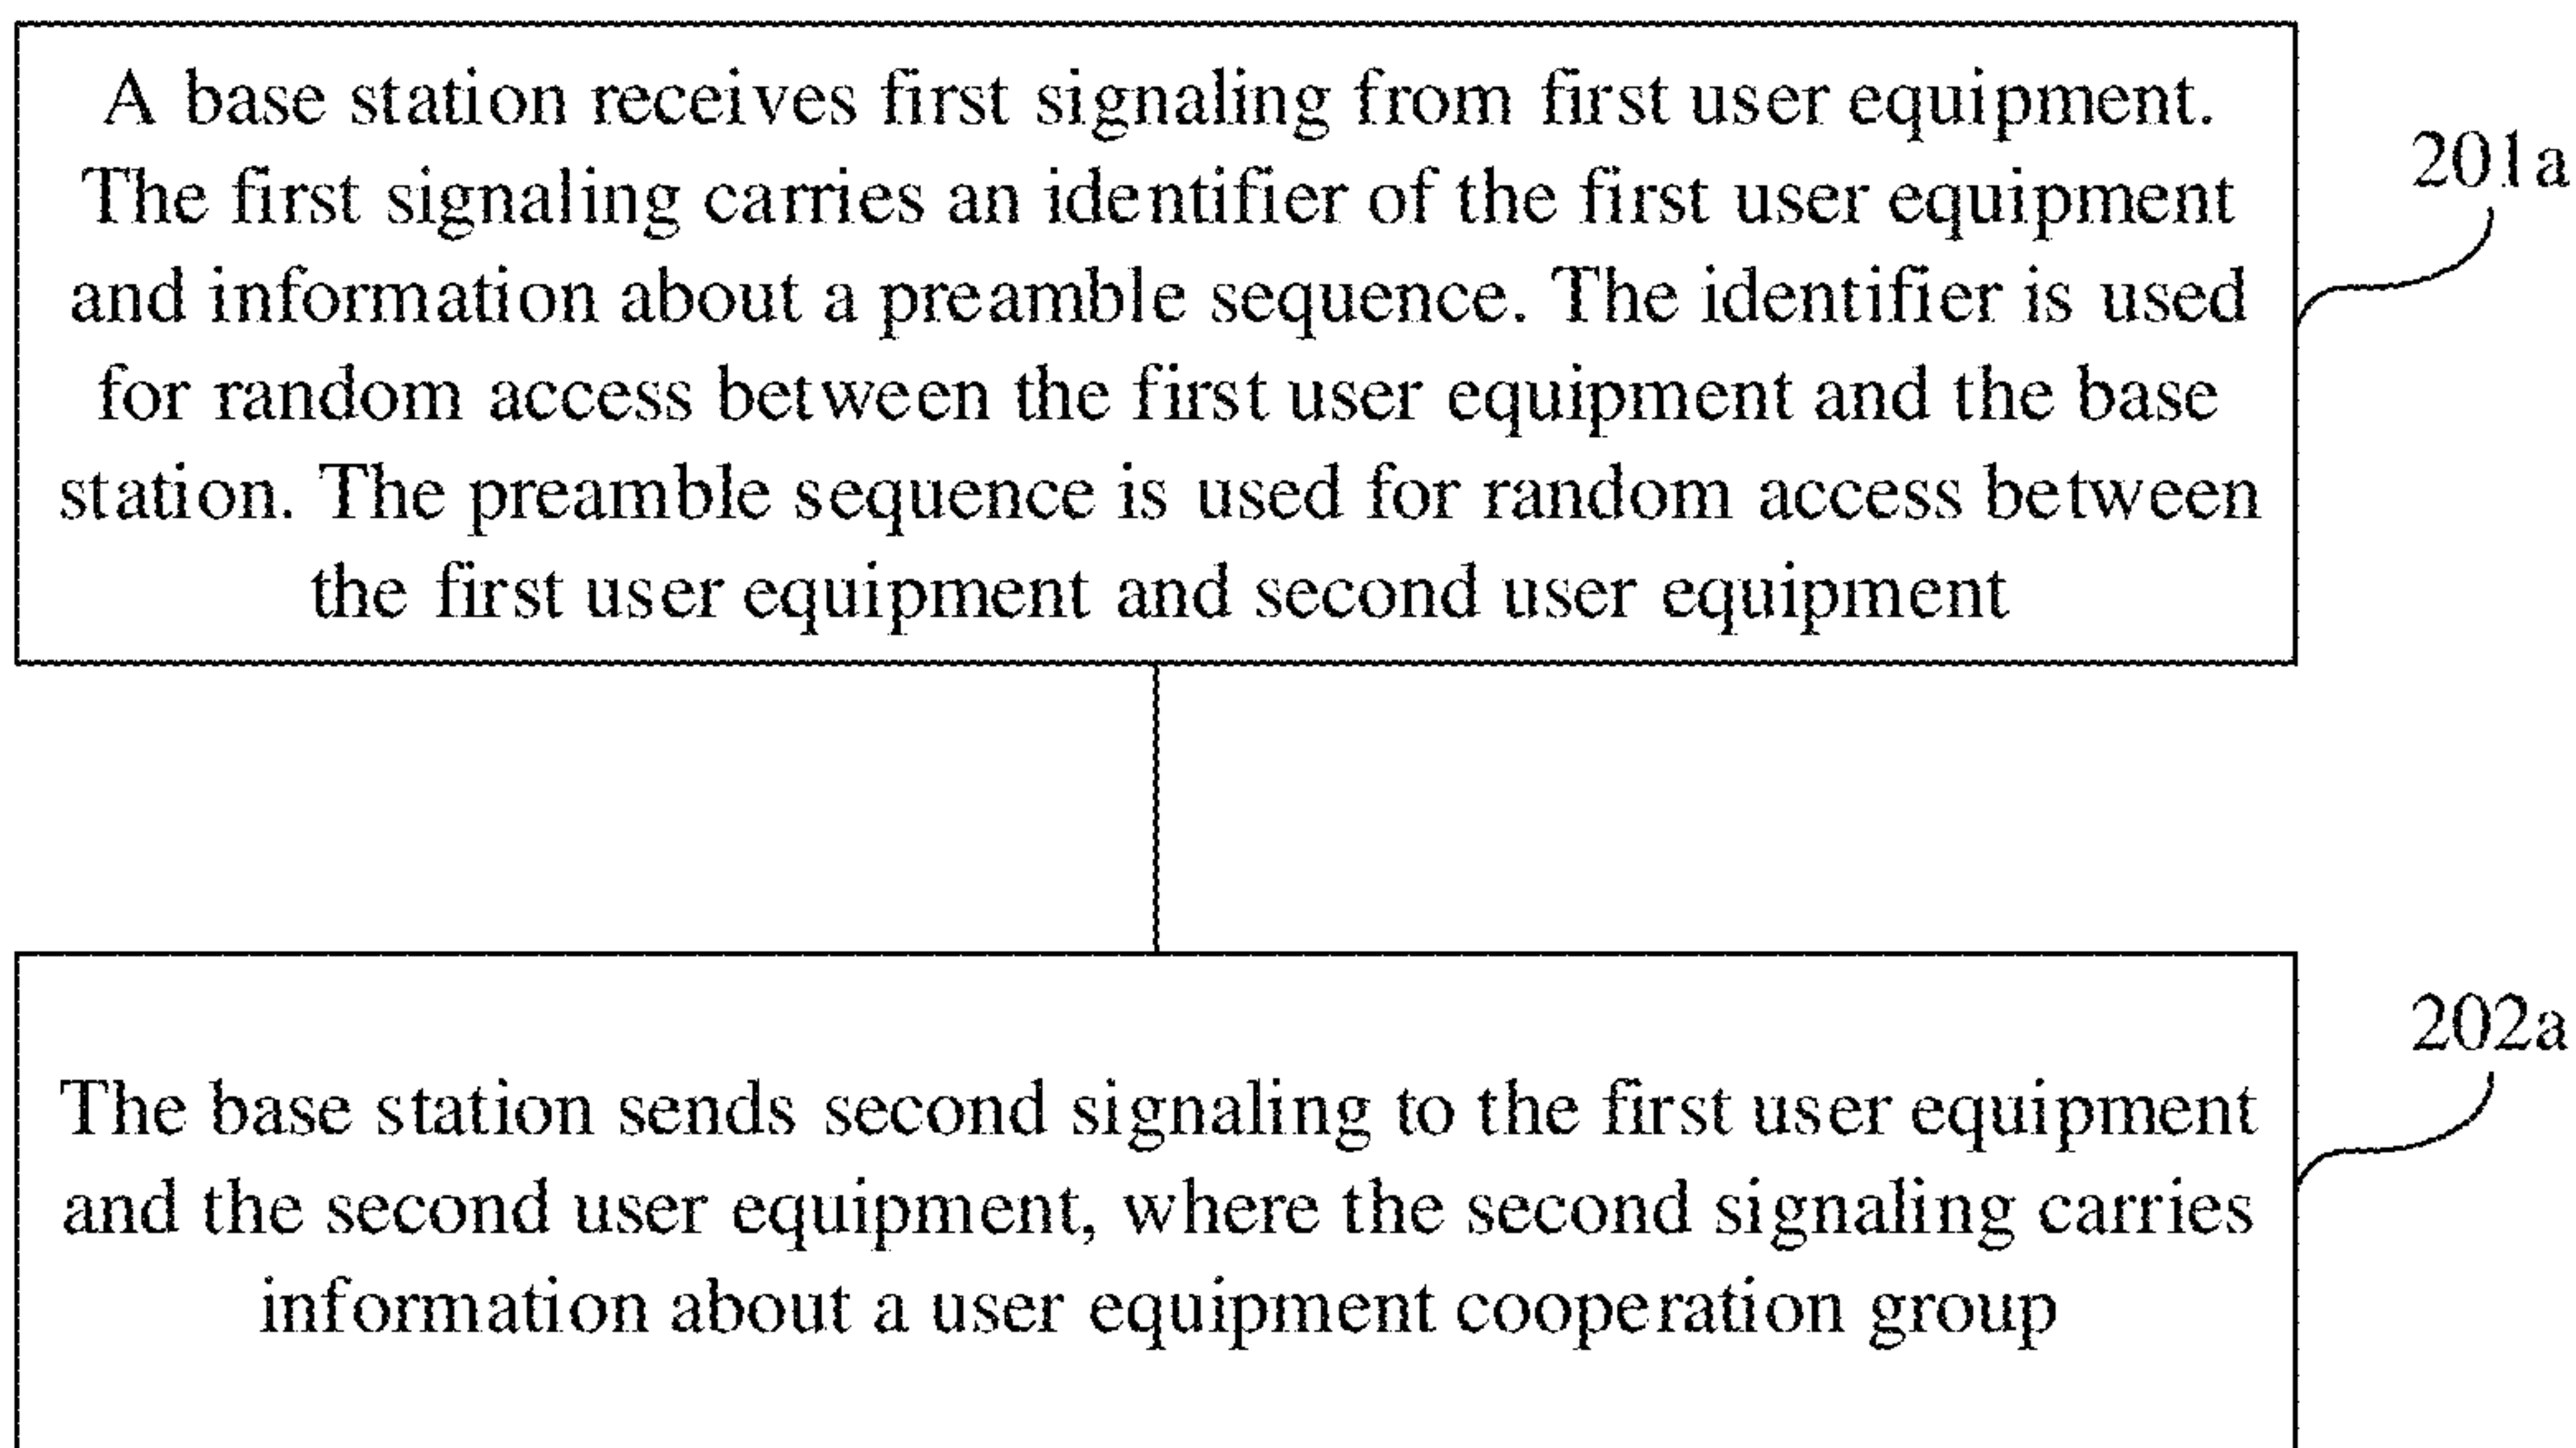 A base station receives first signaling from first user equipment.
The first signaling carries an identifier of the first user equipment
and information about a preamble sequence. The identifier is used
for random access between the first user equipment and the base
station. The preamble sequence is used for random access between
the first user equipment and second user equipment
201a
The base station sends second signaling to the first user equipment
and the second user equipment, where the second signaling carries
information about a user equipment cooperation group
202a